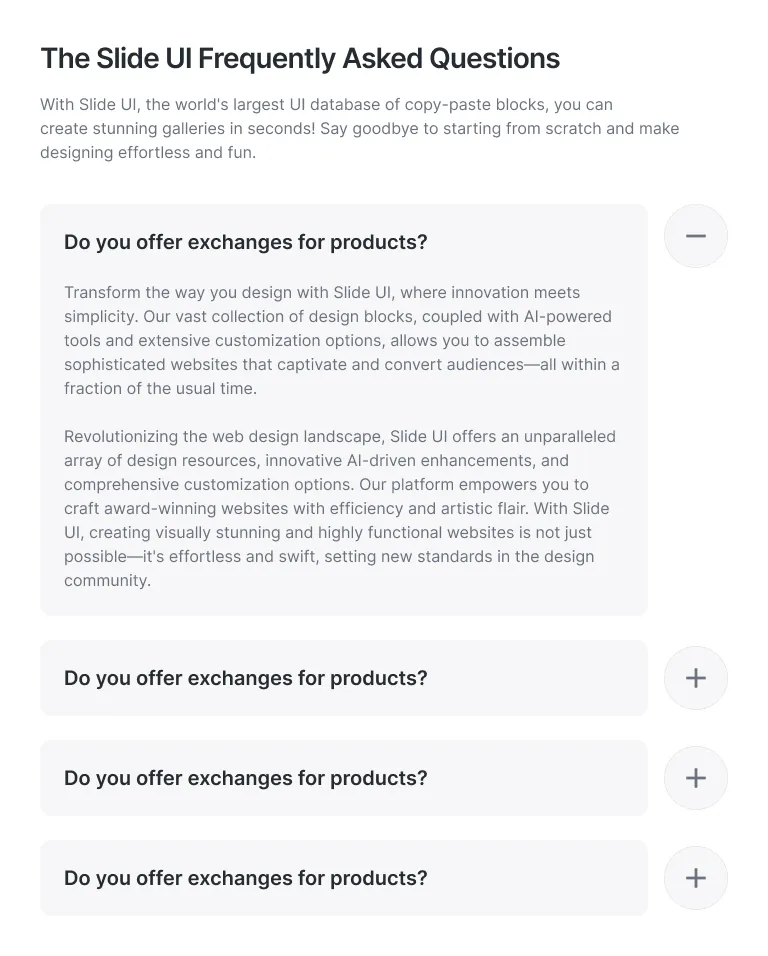 The Slide UI Frequently Asked Questions
With Slide UI, the world's largest UI database of copy-paste blocks, you can
create stunning galleries in seconds! Say goodbye to starting from scratch and make
designing effortless and fun.
Do you offer exchanges for products?
Transform the way you design with Slide UI, where innovation meets
simplicity. Our vast collection of design blocks, coupled with AI-powered
tools and extensive customization options, allows you to assemble
sophisticated websites that captivate and convert audiences—all within a
fraction of the usual time.
Revolutionizing the web design landscape, Slide UI offers an unparalleled
array of design resources, innovative AI-driven enhancements, and
comprehensive customization options. Our platform empowers you to
craft award-winning websites with efficiency and artistic flair. With Slide
UI, creating visually stunning and highly functional websites is not just
possible—it's effortless and swift, setting new standards in the design
community.
Do you offer exchanges for products?
Do you offer exchanges for products?
Do you offer exchanges for products?